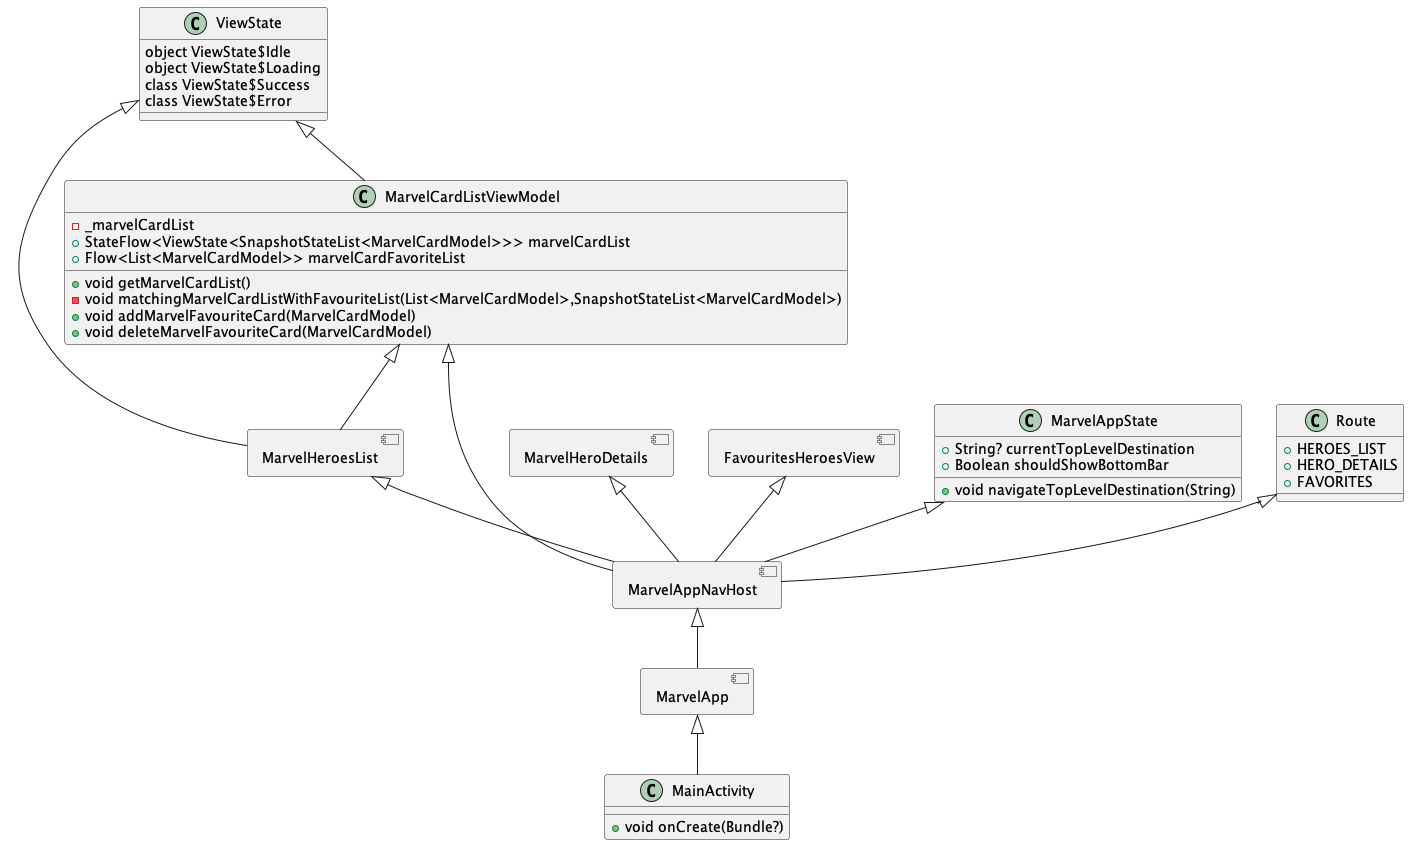 C ViewState
object ViewState$Idle
object ViewState$Loading
class ViewState$Success
class ViewState$Error
C MarvelCardListViewModel
_marvelCardList
StateFlow<ViewState<SnapshotStateList<MarvelCardModel>>> marvelCardList
Flow<List<MarvelCardModel>> marvelCardFavoriteList
void getMarvelCardList()
void matchingMarvelCardListWithFavouriteList(List<MarvelCardModel>,SnapshotStateList<MarvelCardModel>)
void addMarvelFavouriteCard(MarvelCardModel)
void deleteMarvelFavouriteCard(MarvelCardModel)
MarvelHeroesList
MarvelHeroDetails
FavouritesHeroesView
C MarvelAppState
String? currentTopLevelDestination
Boolean shouldShowBottomBar
void navigateTopLevelDestination(String)
C Route
HEROES_LIST
HERO_DETAILS
FAVORITES
MarvelAppNavHost
MarvelApp
C MainActivity
void onCreate(Bundle?)